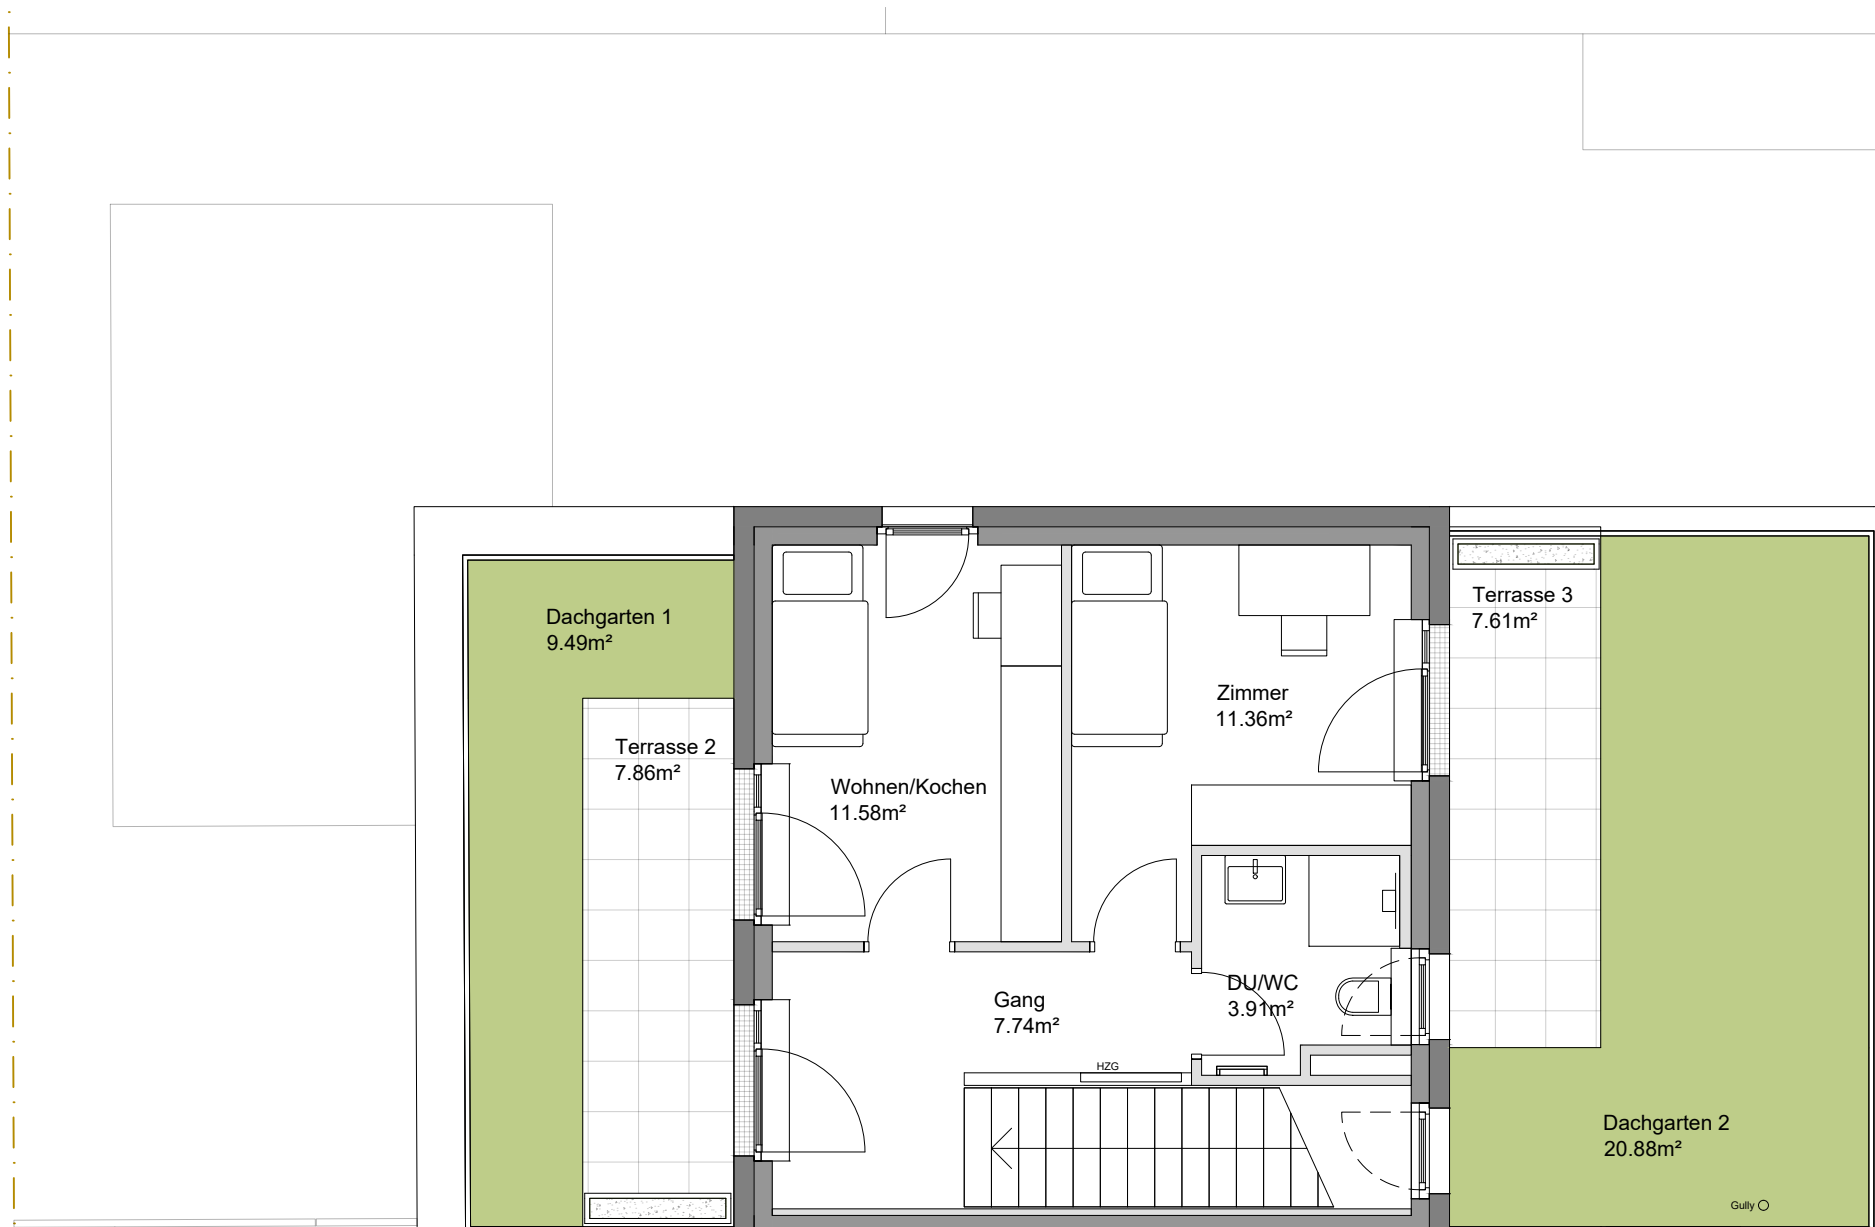 Dachgarten 1
9.49m²
Terrasse 2
7.86m²
Wohnen/Kochen
11.58m²
Zimmer
11.36m²
Terrasse 3
7.61m²
Gang
7.74m²
DU/WC
3.91m²
HZG
Dachgarten 2
20.88m²
Gully